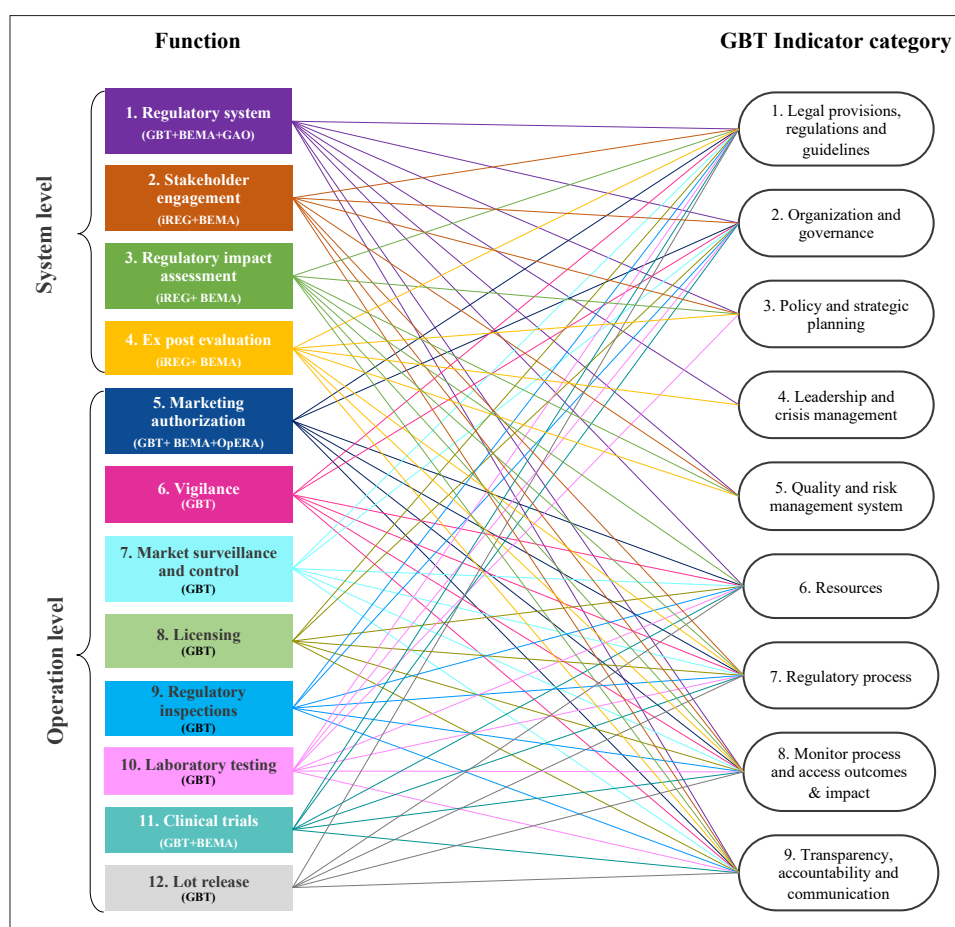 Function
GBT Indicator category
System level
Operation level
1. Regulatory system
(GBT+BEMA+GAO)
2. Stakeholder
engagement
(iREG+BEMA)
3. Regulatory impact
assessment
(iREG+ BEMA)
4. Ex post evaluation
(iREG+ BEMA)
5. Marketing
authorization
(GBT+ BEMA+OpERA)
6. Vigilance
(GBT)
7. Market surveillance
and control
(GBT)
8. Licensing
(GBT)
9. Regulatory
inspections
(GBT)
10. Laboratory testing
(GBT)
11. Clinical trials
(GBT+BEMA)
12. Lot release
(GBT)
1. Legal provisions,
regulations and
guidelines
2. Organization and
governance
3. Policy and strategic
planning
4. Leadership and
crisis management
5. Quality and risk
management system
6. Resources
7. Regulatory process
8. Monitor process
and access outcomes
& impact
9. Transparency,
accountability and
communication